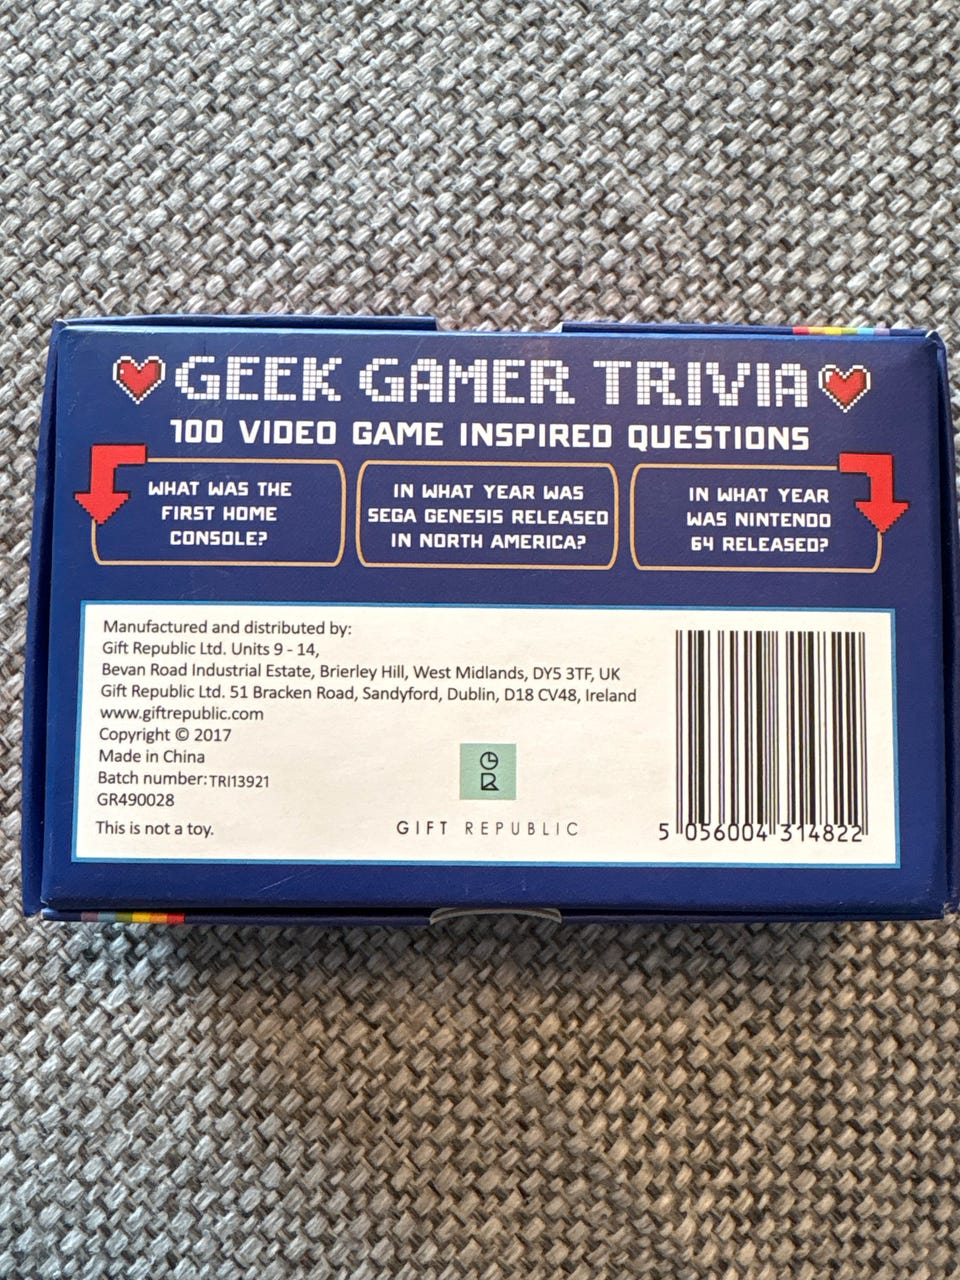 GEEK GAMER TRIVIA
100 VIDEO GAME INSPIRED QUESTIONS
WHAT WAS THE
FIRST HOME
CONSOLE?
IN WHAT YEAR WAS
SEGA GENESIS RELEASED
IN NORTH AMERICA?
IN WHAT YEAR
WAS NINTENDO
64 RELEASED?
Manufactured and distributed by:
Gift Republic Ltd. Units 9 - 14,
Bevan Road Industrial Estate, Brierley Hill, West Midlands, DY5 3TF, UK
Gift Republic Ltd. 51 Bracken Road, Sandyford, Dublin, D18 CV48, Ireland
www.giftrepublic.com
Copyright © 2017
Made in China
Batch number: TRI13921
GR490028
This is not a toy.
GR
GIFT REPUBLIC
5 056004 314822